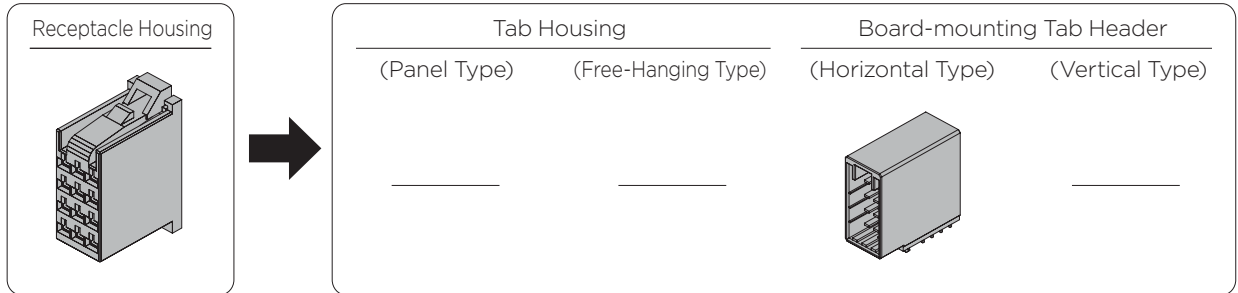 Receptacle Housing
Tab Housing
Board-mounting Tab Header
(Panel Type)
(Free-Hanging Type)
(Horizontal Type)
(Vertical Type)